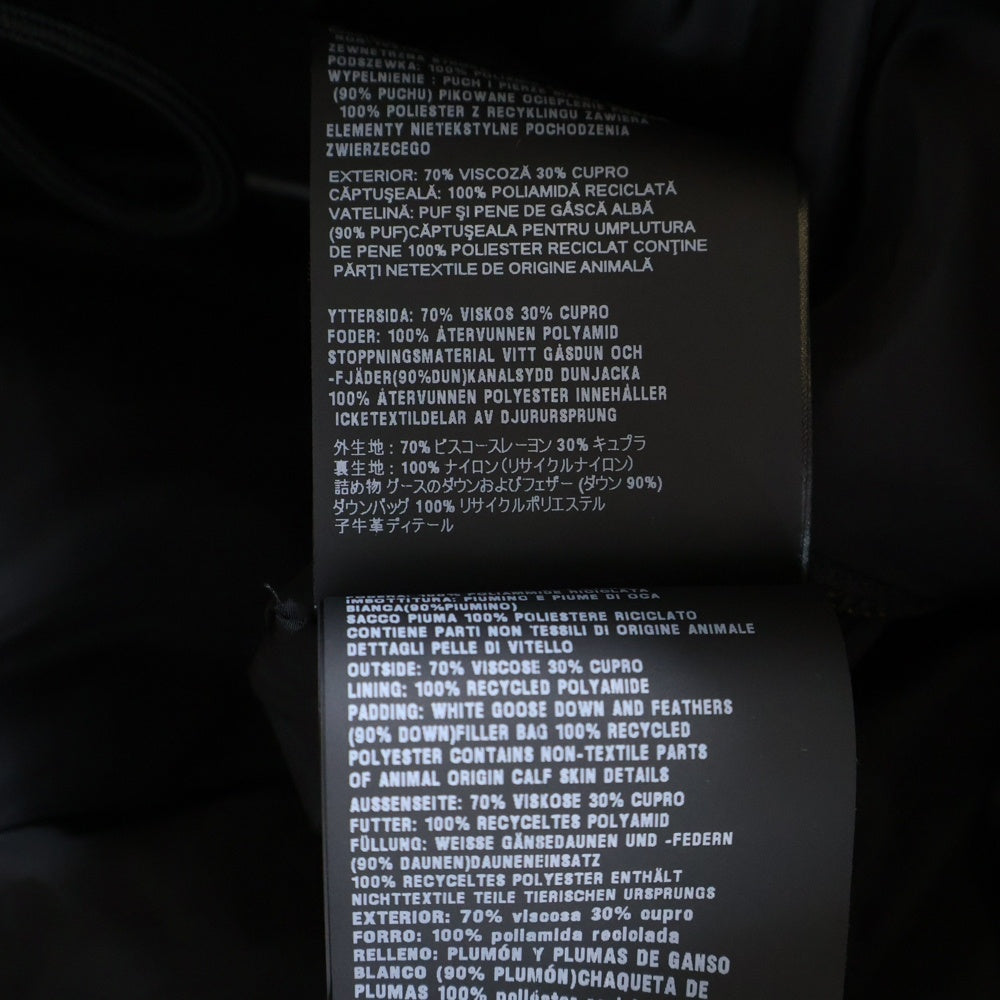 PODSZEWKA: 100%
WYPEŁNIENIE : PUCH I PIERZE
(90% PUCHU) PIKOWANE OCIEPLENIE
100% POLIESTER Z RECYKLINGU ZAWIERA
ELEMENTY NIETEKSTYLNE POCHODZENIA
ZWIERZECEGO
EXTERIOR: 70% VISCOZĂ 30% CUPRO
CĂPTUŞEALĂ: 100% POLIAMIDĂ RECICLATĂ
VATELINĂ: PUF ŞI PENE DE GÂSCĂ ALBĂ
(90% PUF)CĂPTUŞEALA PENTRU UMPLUTURA
DE PENE 100% POLIESTER RECICLAT CONŢINE
PĂRŢI NETEXTILE DE ORIGINE ANIMALĂ
YTTERSIDA: 70% VISKOS 30% CUPRO
FODER: 100% ÅTERVUNNEN POLYAMID
STOPPNINGSMATERIAL VITT GÅSDUN OCH
-FJÄDER(90%DUN)KANALSYDD DUNJACKA
100% ÅTERVUNNEN POLYESTER INNEHÅLLER
ICKETEXTILDELAR AV DJURURSPRUNG
外生地 : 70% ビスコースレーヨン 30% キュプラ
裏生地 : 100% ナイロン（リサイクルナイロン）
詰め物 グースのダウンおよびフェザー (ダウン 90%)
ダウンバッグ 100% リサイクルポリエステル
子牛革ディテール
FODERA: 100% POLIAMMIDE RICICLATA
IMBOTTITURA: PIUMINO E PIUME DI OCA
BIANCA(90%PIUMINO)
SACCO PIUMA 100% POLIESTERE RICICLATO
CONTIENE PARTI NON TESSILI DI ORIGINE ANIMALE
DETTAGLI PELLE DI VITELLO
OUTSIDE: 70% VISCOSE 30% CUPRO
LINING: 100% RECYCLED POLYAMIDE
PADDING: WHITE GOOSE DOWN AND FEATHERS
(90% DOWN)FILLER BAG 100% RECYCLED
POLYESTER CONTAINS NON-TEXTILE PARTS
OF ANIMAL ORIGIN CALF SKIN DETAILS
AUSSENSEITE: 70% VISKOSE 30% CUPRO
FUTTER: 100% RECYCELTES POLYAMID
FÜLLUNG: WEISSE GÄNSEDAUNEN UND -FEDERN
(90% DAUNEN)DAUNENEINSATZ
100% RECYCELTES POLYESTER ENTHÄLT
NICHTTEXTILE TEILE TIERISCHEN URSPRUNGS
EXTERIOR: 70% viscosa 30% cupro
FORRO: 100% poliamida reciclada
RELLENO: PLUMÓN Y PLUMAS DE GANSO
BLANCO (90% PLUMÓN)CHAQUETA DE
PLUMAS 100%